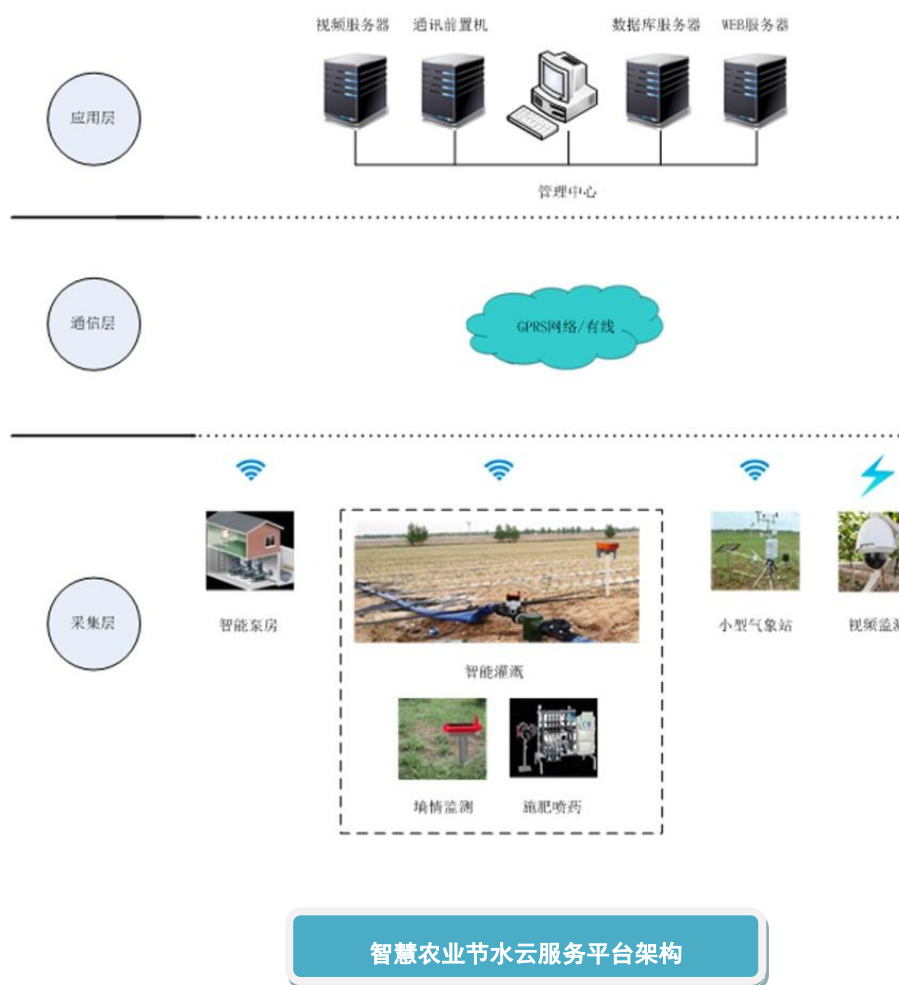 视频服务器 通讯前置机 数据库服务器 WEB服务器
应用层
管理中心
通信层
GPRS网络/有线
采集层
智能泵房
小型气象站
视频监测
智能灌溉
墒情监测
施肥喷药
智慧农业节水云服务平台架构